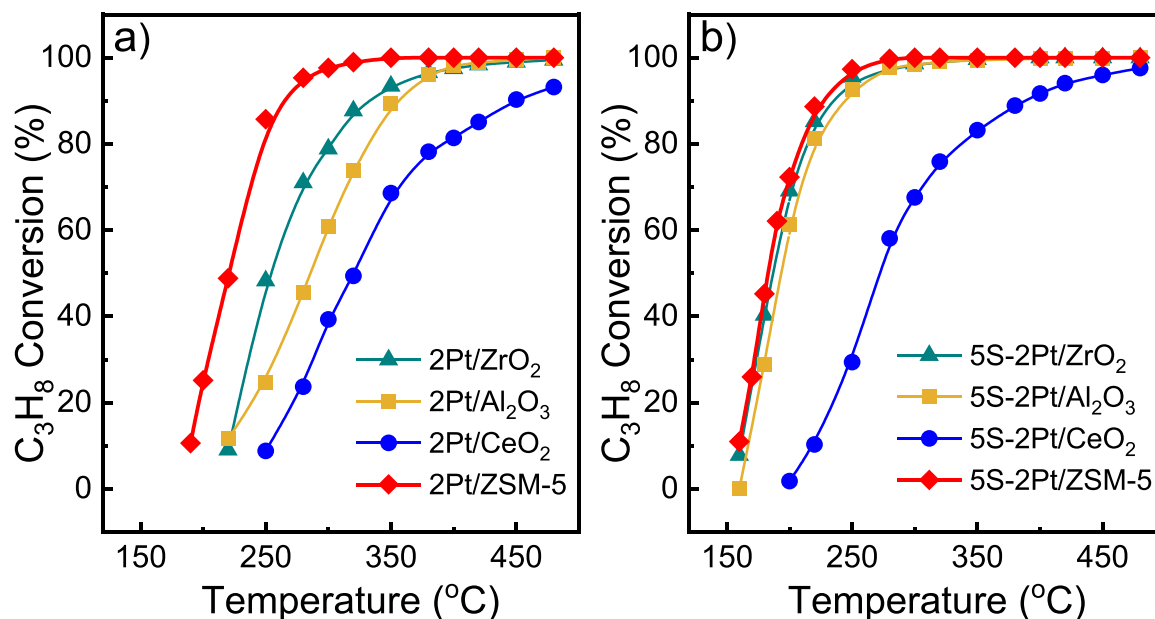 a)
C₃H₈ Conversion (%)
100
80
60
40
20
0
2Pt/ZrO₂
2Pt/Al₂O₃
2Pt/CeO₂
2Pt/ZSM-5
150 250 350 450
Temperature (°C)
b)
C₃H₈ Conversion (%)
100
80
60
40
20
0
5S-2Pt/ZrO₂
5S-2Pt/Al₂O₃
5S-2Pt/CeO₂
5S-2Pt/ZSM-5
150 250 350 450
Temperature (°C)